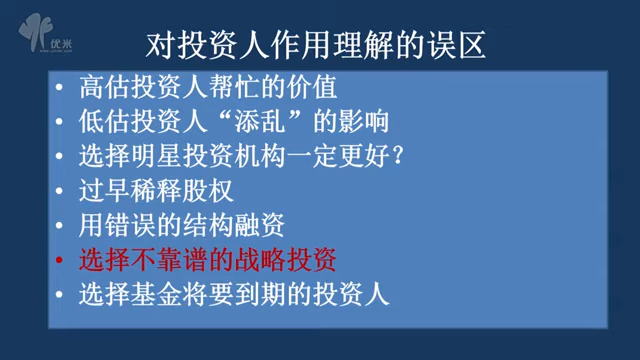 优米
对投资人作用理解的误区
• 高估投资人帮忙的价值
• 低估投资人“添乱”的影响
• 选择明星投资机构一定更好？
• 过早稀释股权
• 用错误的结构融资
• 选择不靠谱的战略投资
• 选择基金将要到期的投资人